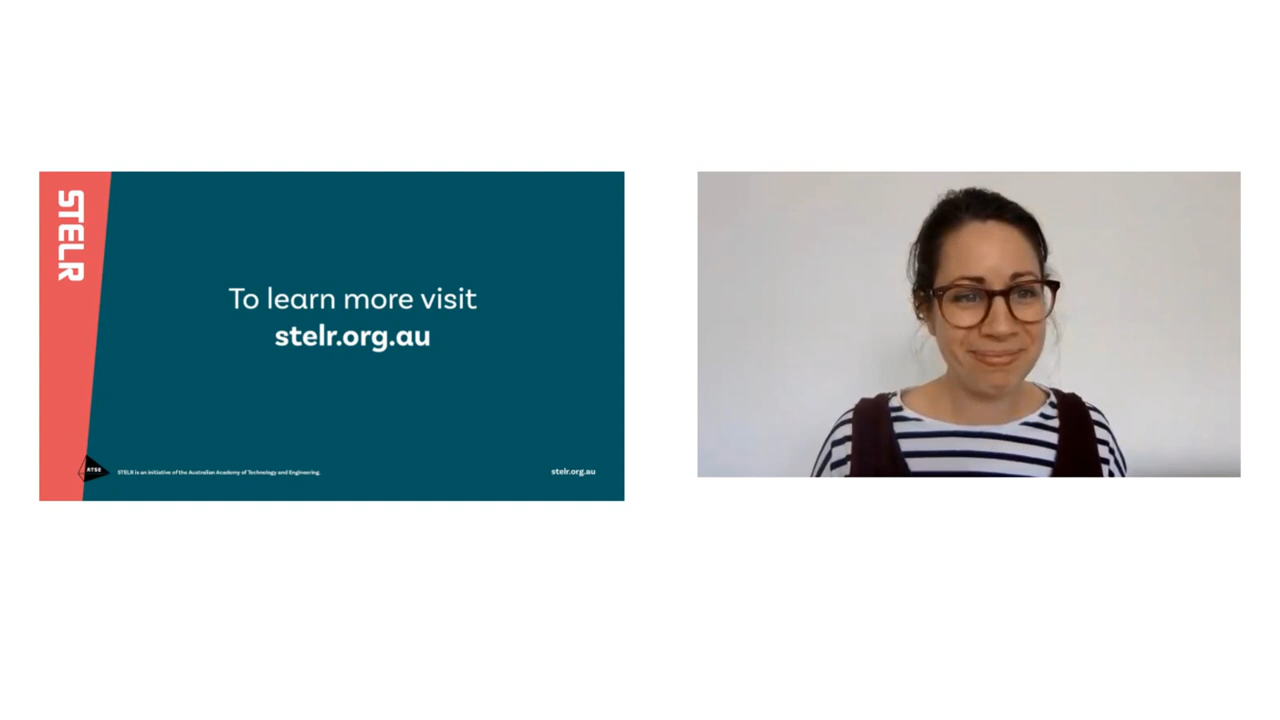 STELR
To learn more visit
stelr.org.au
ATSE
STELR is an initiative of the Australian Academy of Technology and Engineering.
stelr.org.au